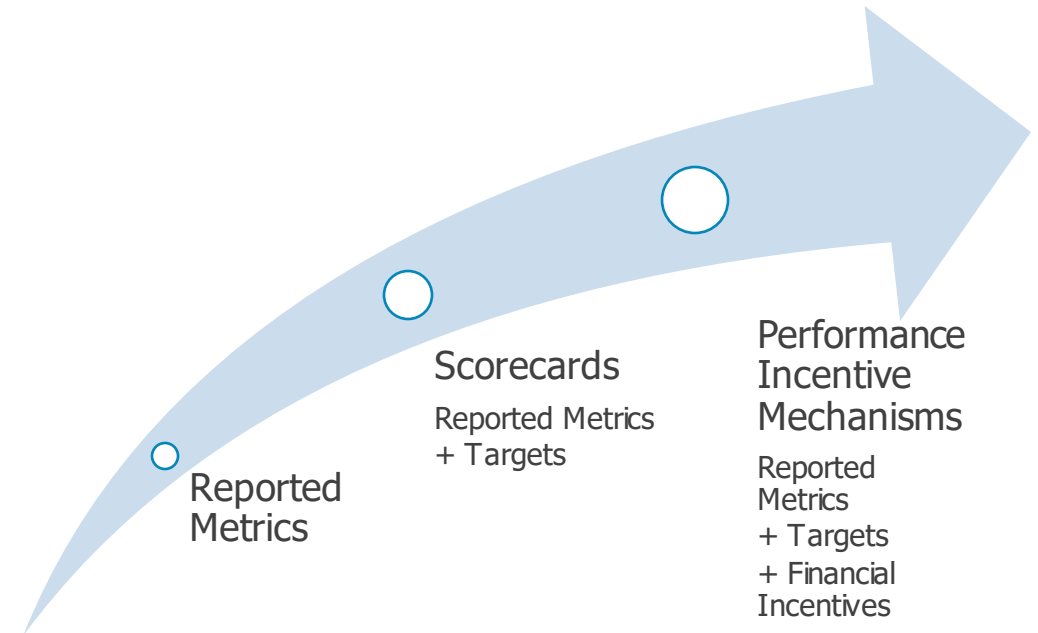 Reported
Metrics
Scorecards
Reported Metrics
+ Targets
Performance
Incentive
Mechanisms
Reported
Metrics
+ Targets
+ Financial
Incentives